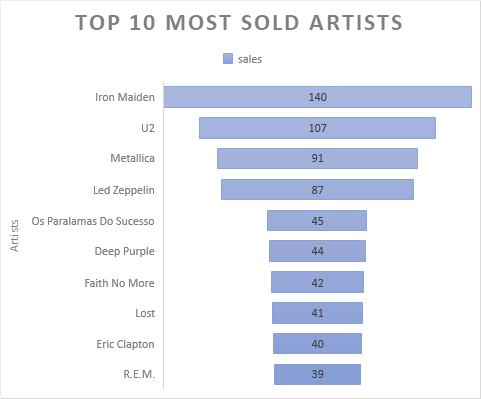 TOP 10 MOST SOLD ARTISTS
sales
Artists
Iron Maiden 140
U2 107
Metallica 91
Led Zeppelin 87
Os Paralamas Do Sucesso 45
Deep Purple 44
Faith No More 42
Lost 41
Eric Clapton 40
R.E.M. 39